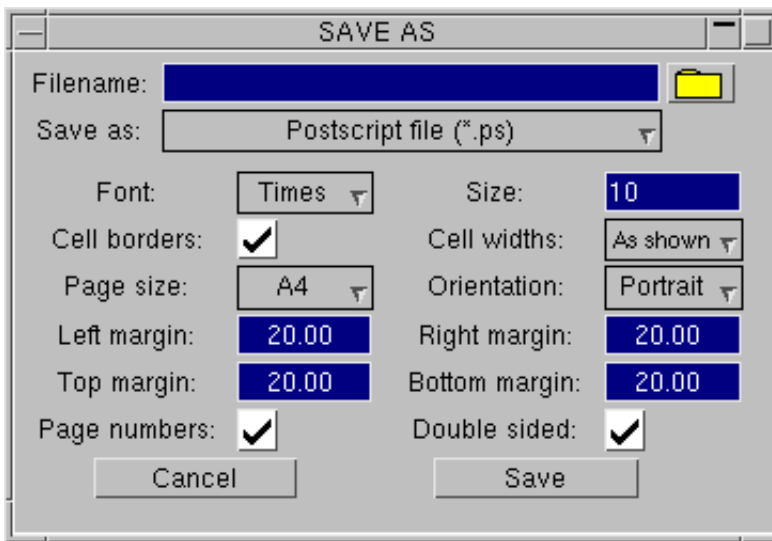 SAVE AS
Filename:
Save as: Postscript file (*.ps)
Font: Times Size: 10
Cell borders: Cell widths: As shown
Page size: A4 Orientation: Portrait
Left margin: 20.00 Right margin: 20.00
Top margin: 20.00 Bottom margin: 20.00
Page numbers: Double sided:
Cancel Save